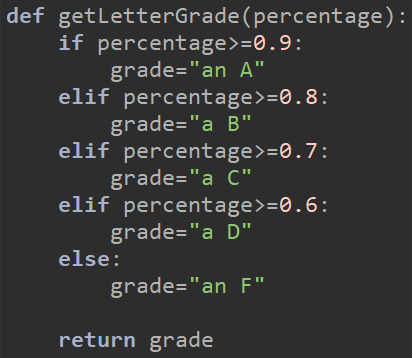 def getLetterGrade(percentage):
    if percentage>=0.9:
        grade="an A"
    elif percentage>=0.8:
        grade="a B"
    elif percentage>=0.7:
        grade="a C"
    elif percentage>=0.6:
        grade="a D"
    else:
        grade="an F"

    return grade